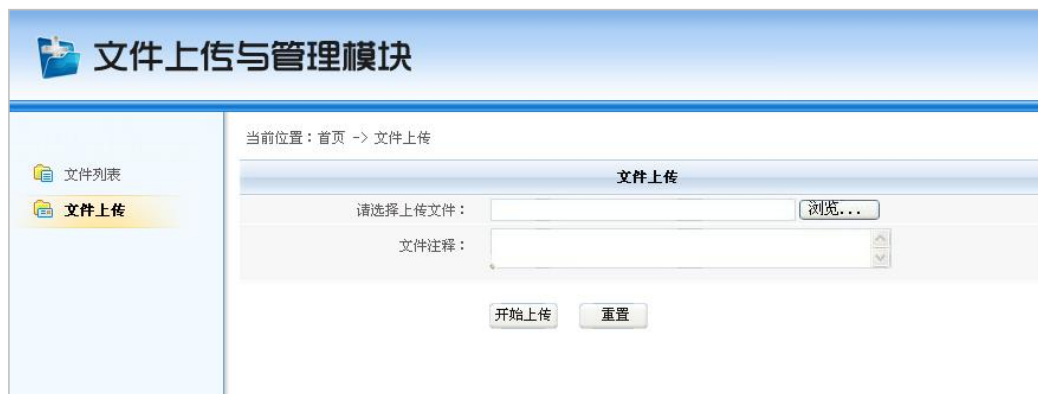 文件上传与管理模块
当前位置：首页 -> 文件上传
文件列表
文件上传
文件上传
请选择上传文件：
浏览...
文件注释：
开始上传
重置